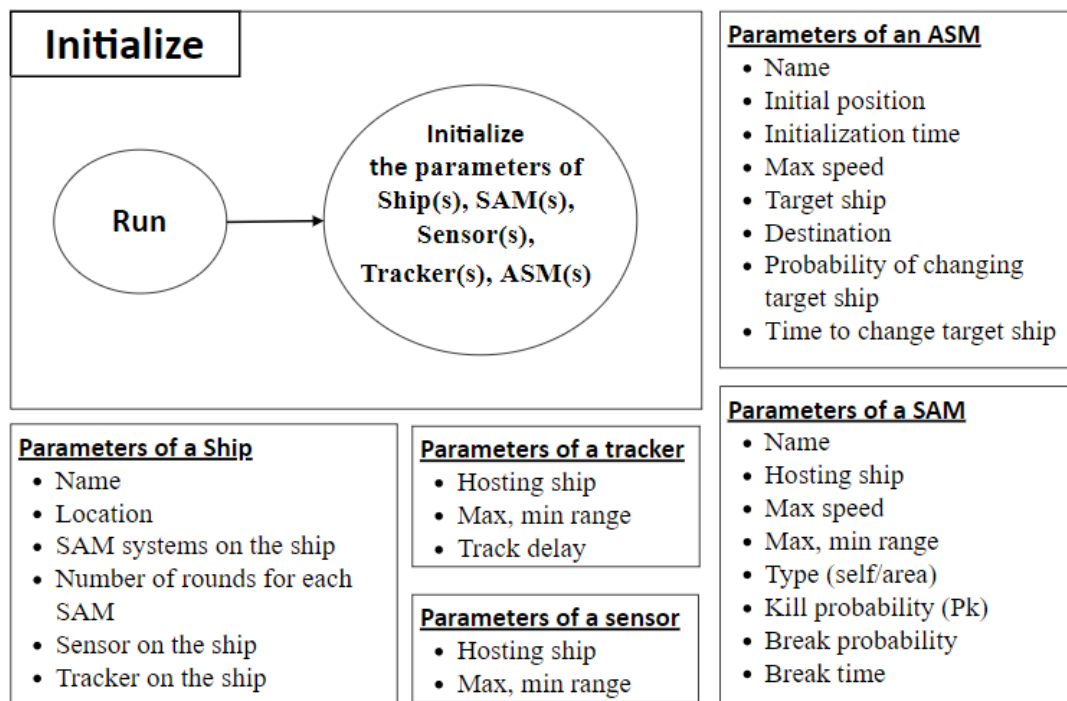 Initialize
Run
Initialize
the parameters of
Ship(s), SAM(s),
Sensor(s),
Tracker(s), ASM(s)
Parameters of an ASM
• Name
• Initial position
• Initialization time
• Max speed
• Target ship
• Destination
• Probability of changing
target ship
• Time to change target ship
Parameters of a Ship
• Name
• Location
• SAM systems on the ship
• Number of rounds for each
SAM
• Sensor on the ship
• Tracker on the ship
Parameters of a tracker
• Hosting ship
• Max, min range
• Track delay
Parameters of a sensor
• Hosting ship
• Max, min range
Parameters of a SAM
• Name
• Hosting ship
• Max speed
• Max, min range
• Type (self/area)
• Kill probability (Pk)
• Break probability
• Break time